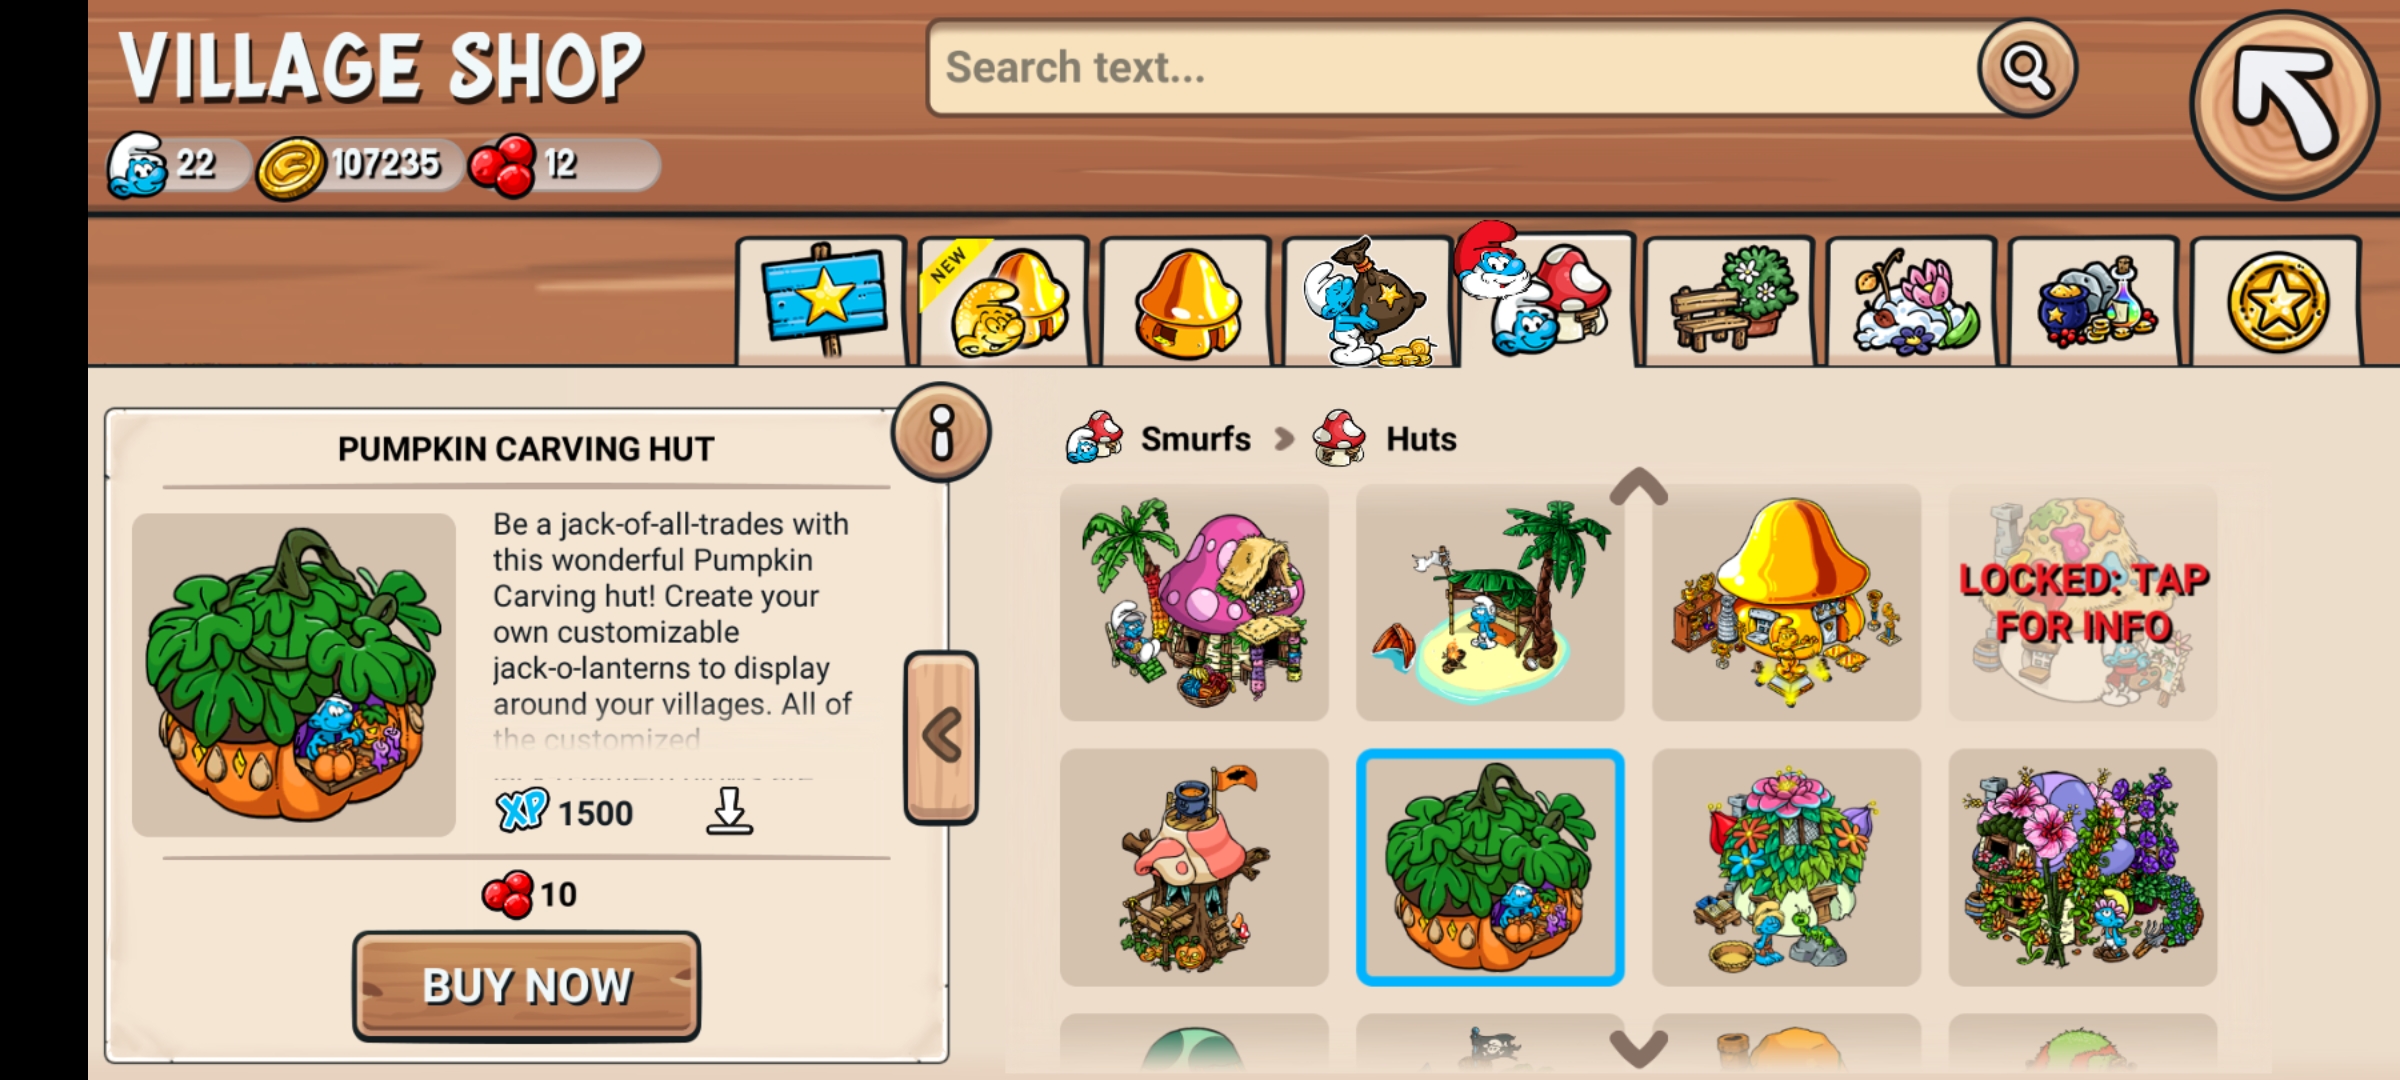 VILLAGE SHOP
Search text...
22
107235
12
NEW
PUMPKIN CARVING HUT
Be a jack-of-all-trades with
this wonderful Pumpkin
Carving hut! Create your
own customizable
jack-o-lanterns to display
around your villages. All of
the customized
XP 1500
10
BUY NOW
Smurfs > Huts
LOCKED: TAP
FOR INFO